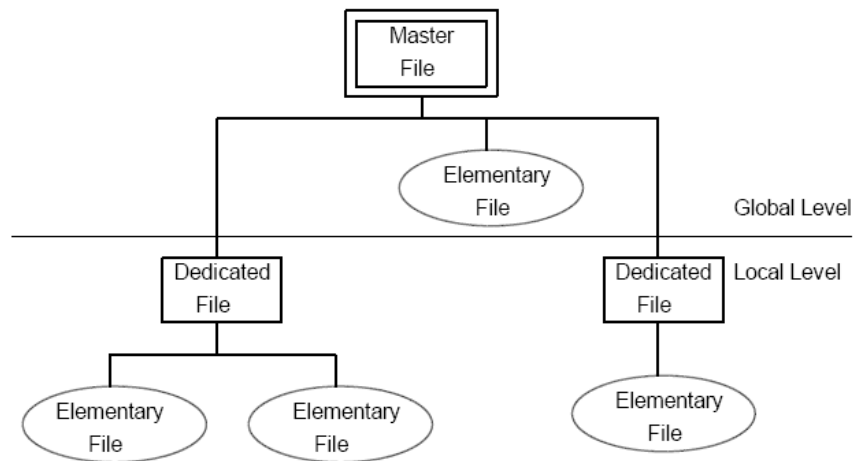 Master
File
Elementary
File
Global Level
Dedicated
File
Dedicated
File
Local Level
Elementary
File
Elementary
File
Elementary
File